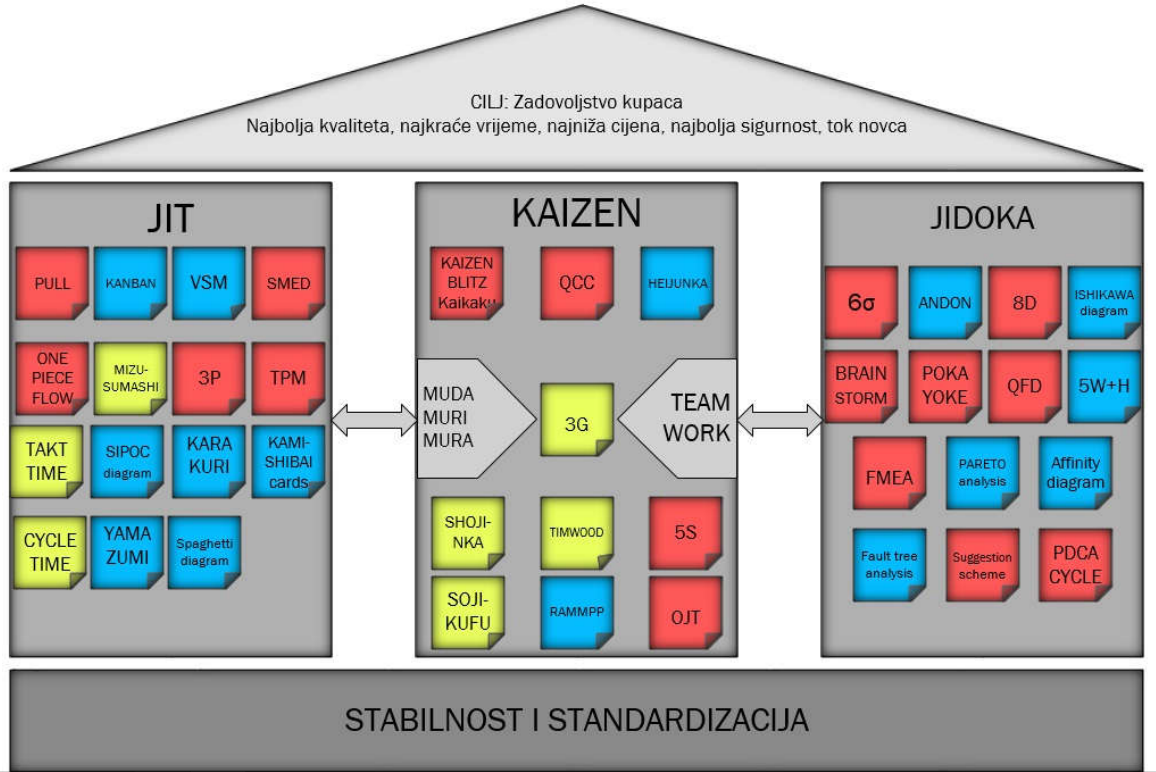 CILJ: Zadovoljstvo kupaca
Najbolja kvaliteta, najkraće vrijeme, najniža cijena, najbolja sigurnost, tok novca
JIT
PULL
KANBAN
VSM
SMED
ONE
PIECE
FLOW
MIZU-
SUMASHI
3P
TPM
TAKT
TIME
SIPOC
diagram
KARA
KURI
KAMI-
SHIBAI
cards
CYCLE
TIME
YAMA
ZUMI
Spaghetti
diagram
KAIZEN
KAIZEN
BLITZ
Kaikaku
QCC
HEIJUNKA
MUDA
MURI
MURA
3G
TEAM
WORK
SHOJI-
NKA
TIMWOOD
5S
SOJI-
KUFU
RAMMPP
OJT
JIDOKA
6σ
ANDON
8D
ISHIKAWA
diagram
BRAIN
STORM
POKA
YOKE
QFD
5W+H
FMEA
PARETO
analysis
Affinity
diagram
Fault tree
analysis
Suggestion
scheme
PDCA
CYCLE
STABILNOST I STANDARDIZACIJA